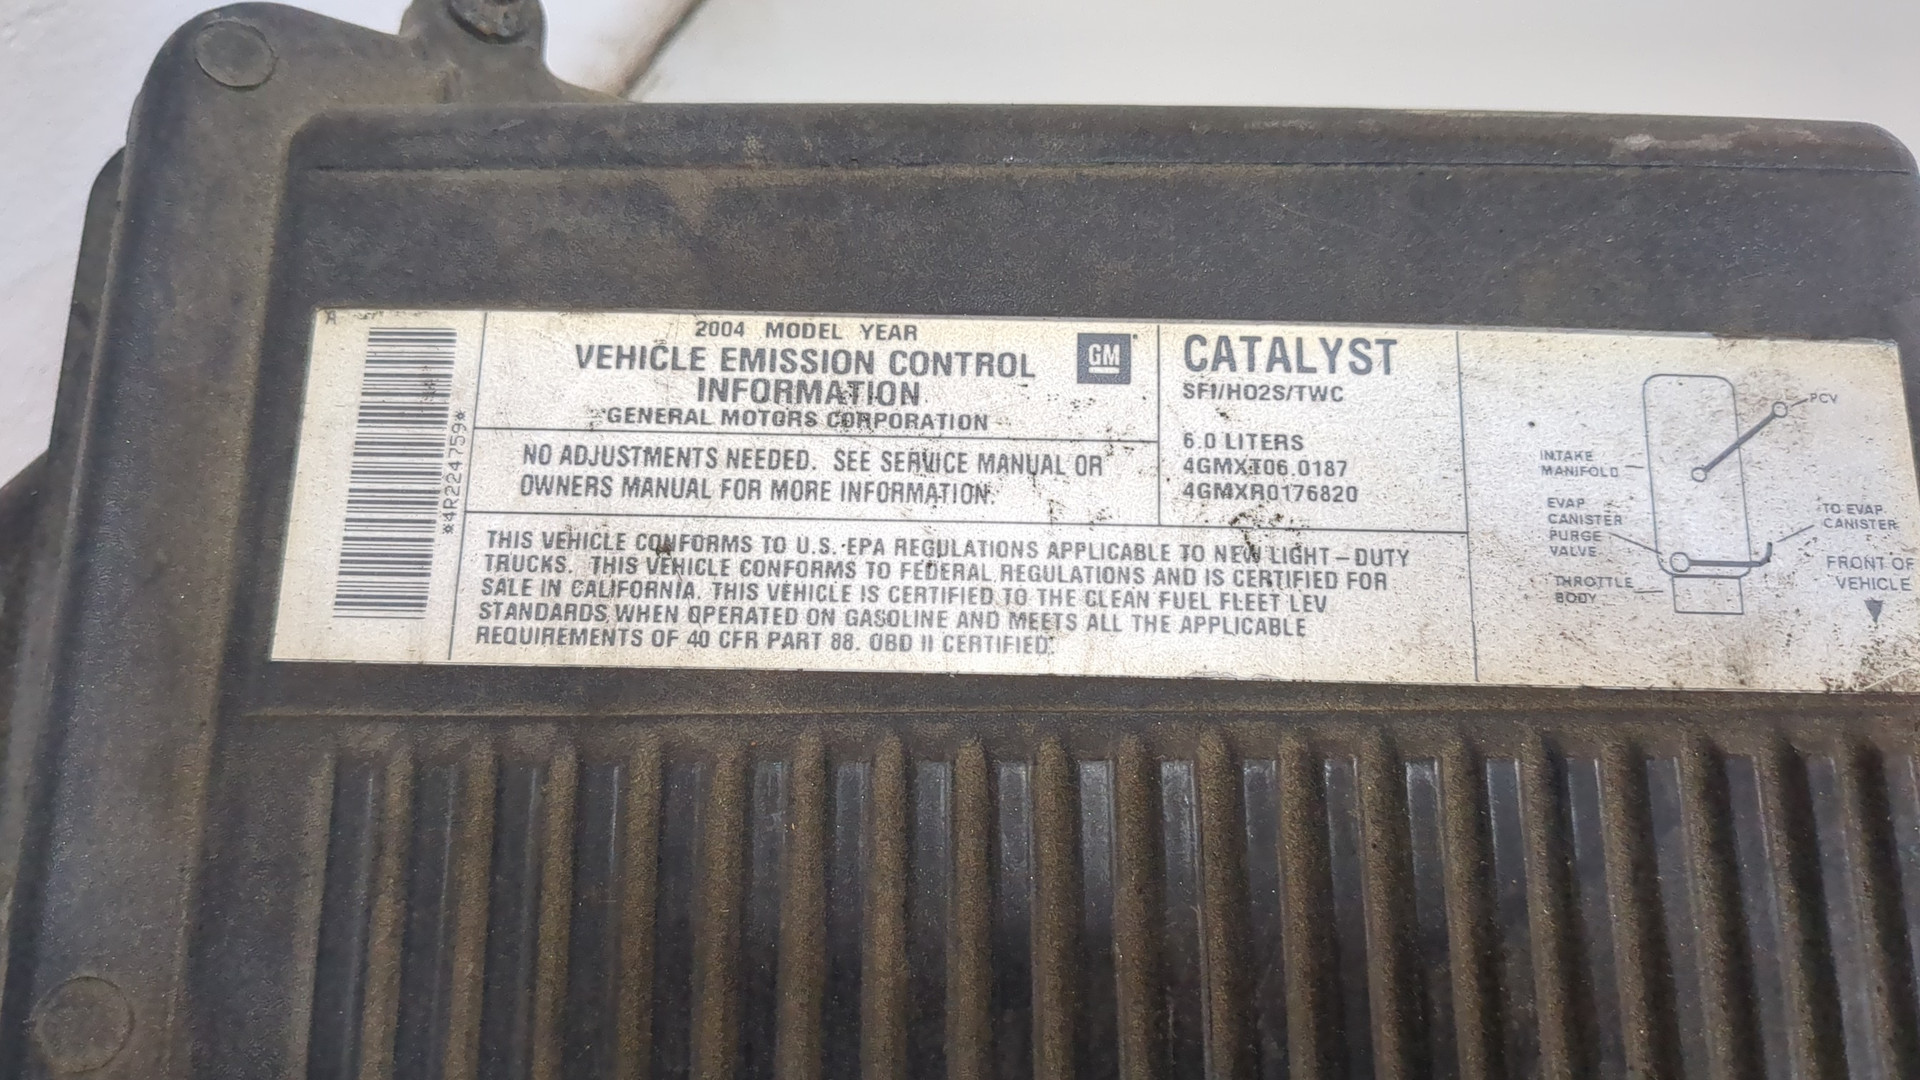 A
*4R224759*
2004 MODEL YEAR
VEHICLE EMISSION CONTROL
INFORMATION
GENERAL MOTORS CORPORATION
GM
NO ADJUSTMENTS NEEDED. SEE SERVICE MANUAL OR
OWNERS MANUAL FOR MORE INFORMATION.
CATALYST
SFI/HO2S/TWC
6.0 LITERS
4GMXT06.0187
4GMXR0176820
THIS VEHICLE CONFORMS TO U.S. EPA REGULATIONS APPLICABLE TO NEW LIGHT-DUTY
TRUCKS. THIS VEHICLE CONFORMS TO FEDERAL REGULATIONS AND IS CERTIFIED FOR
SALE IN CALIFORNIA. THIS VEHICLE IS CERTIFIED TO THE CLEAN FUEL FLEET LEV
STANDARDS WHEN OPERATED ON GASOLINE AND MEETS ALL THE APPLICABLE
REQUIREMENTS OF 40 CFR PART 88. OBD II CERTIFIED.
PCV
INTAKE
MANIFOLD
EVAP
CANISTER
PURGE
VALVE
THROTTLE
BODY
TO EVAP
CANISTER
FRONT OF
VEHICLE